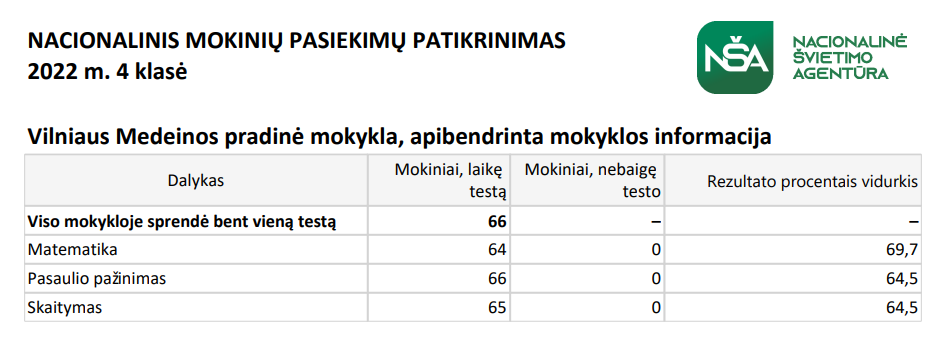 NACIONALINIS MOKINIŲ PASIEKIMŲ PATIKRINIMAS
2022 m. 4 klasė
NŠA
NACIONALINĖ
ŠVIETIMO
AGENTŪRA
Vilniaus Medeinos pradinė mokykla, apibendrinta mokyklos informacija
Dalykas Mokiniai, laikę testą Mokiniai, nebaigę testo Rezultato procentais vidurkis
Viso mokykloje sprendė bent vieną testą 66 – –
Matematika 64 0 69,7
Pasaulio pažinimas 66 0 64,5
Skaitymas 65 0 64,5